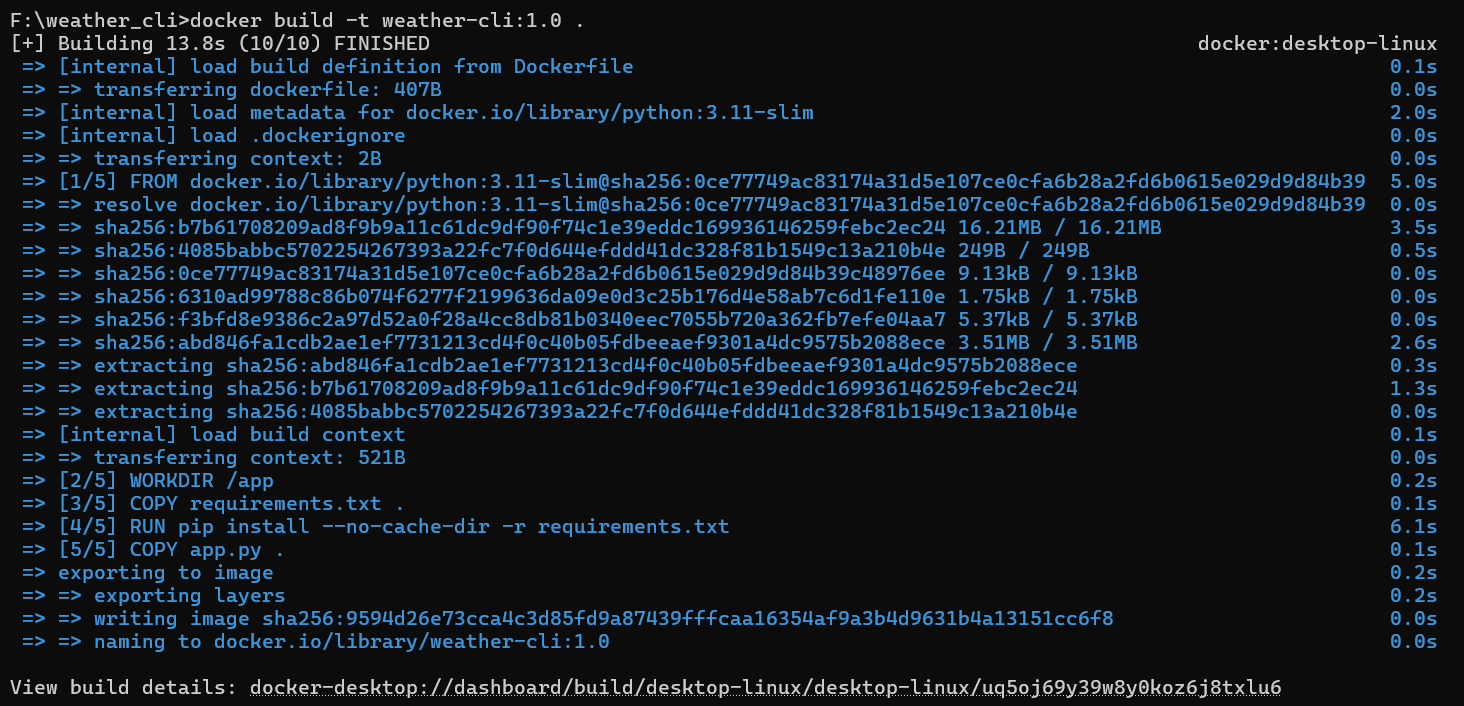 F:\weather_cli>docker build -t weather-cli:1.0 .
[+] Building 13.8s (10/10) FINISHED docker:desktop-linux
=> [internal] load build definition from Dockerfile 0.1s
=> => transferring dockerfile: 407B 0.0s
=> [internal] load metadata for docker.io/library/python:3.11-slim 2.0s
=> [internal] load .dockerignore 0.0s
=> => transferring context: 2B 0.0s
=> [1/5] FROM docker.io/library/python:3.11-slim@sha256:0ce77749ac83174a31d5e107ce0cfa6b28a2fd6b0615e029d9d84b39 5.0s
=> => resolve docker.io/library/python:3.11-slim@sha256:0ce77749ac83174a31d5e107ce0cfa6b28a2fd6b0615e029d9d84b39 0.0s
=> => sha256:b7b61708209ad8f9b9a11c61dc9df90f74c1e39eddc169936146259febc2ec24 16.21MB / 16.21MB 3.5s
=> => sha256:4085babbc5702254267393a22fc7f0d644efddd41dc328f81b1549c13a210b4e 249B / 249B 0.5s
=> => sha256:0ce77749ac83174a31d5e107ce0cfa6b28a2fd6b0615e029d9d84b39c48976ee 9.13kB / 9.13kB 0.0s
=> => sha256:6310ad99788c86b074f6277f2199636da09e0d3c25b176d4e58ab7c6d1fe110e 1.75kB / 1.75kB 0.0s
=> => sha256:f3bfd8e9386c2a97d52a0f28a4cc8db81b0340eec7055b720a362fb7efe04aa7 5.37kB / 5.37kB 0.0s
=> => sha256:abd846fa1cdb2ae1ef7731213cd4f0c40b05fdbeeaef9301a4dc9575b2088ece 3.51MB / 3.51MB 2.6s
=> => extracting sha256:abd846fa1cdb2ae1ef7731213cd4f0c40b05fdbeeaef9301a4dc9575b2088ece 0.3s
=> => extracting sha256:b7b61708209ad8f9b9a11c61dc9df90f74c1e39eddc169936146259febc2ec24 1.3s
=> => extracting sha256:4085babbc5702254267393a22fc7f0d644efddd41dc328f81b1549c13a210b4e 0.0s
=> [internal] load build context 0.1s
=> => transferring context: 521B 0.0s
=> [2/5] WORKDIR /app 0.2s
=> [3/5] COPY requirements.txt . 0.1s
=> [4/5] RUN pip install --no-cache-dir -r requirements.txt 6.1s
=> [5/5] COPY app.py . 0.1s
=> exporting to image 0.2s
=> => exporting layers 0.2s
=> => writing image sha256:9594d26e73cca4c3d85fd9a87439fffcaa16354af9a3b4d9631b4a13151cc6f8 0.0s
=> => naming to docker.io/library/weather-cli:1.0 0.0s
View build details: docker-desktop://dashboard/build/desktop-linux/desktop-linux/uq5oj69y39w8y0koz6j8txlu6